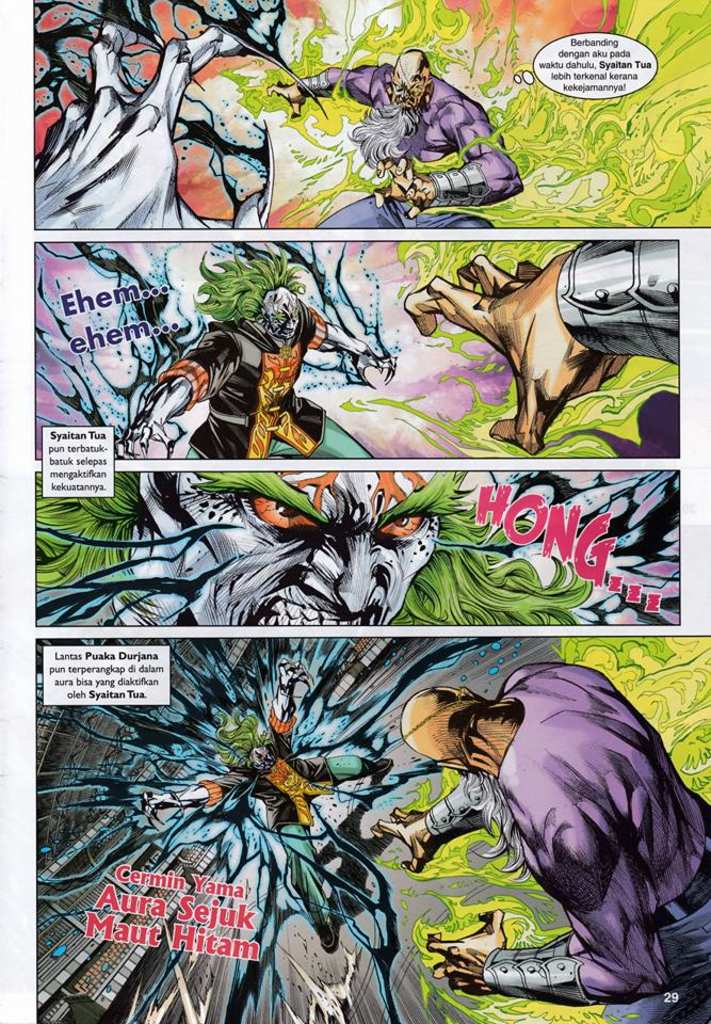 Berbanding
dengan aku pada
waktu dahulu, Syaitan Tua
lebih terkenal kerana
kekejamannya!
Ehem...
ehem...
Syaitan Tua
pun terbatuk-
batuk selepas
mengaktifkan
kekuatannya.
HONGzzz
Lantas Puaka Durjana
pun terperangkap di dalam
aura bisa yang diaktifkan
oleh Syaitan Tua.
Cermin Yama
Aura Sejuk
Maut Hitam
29